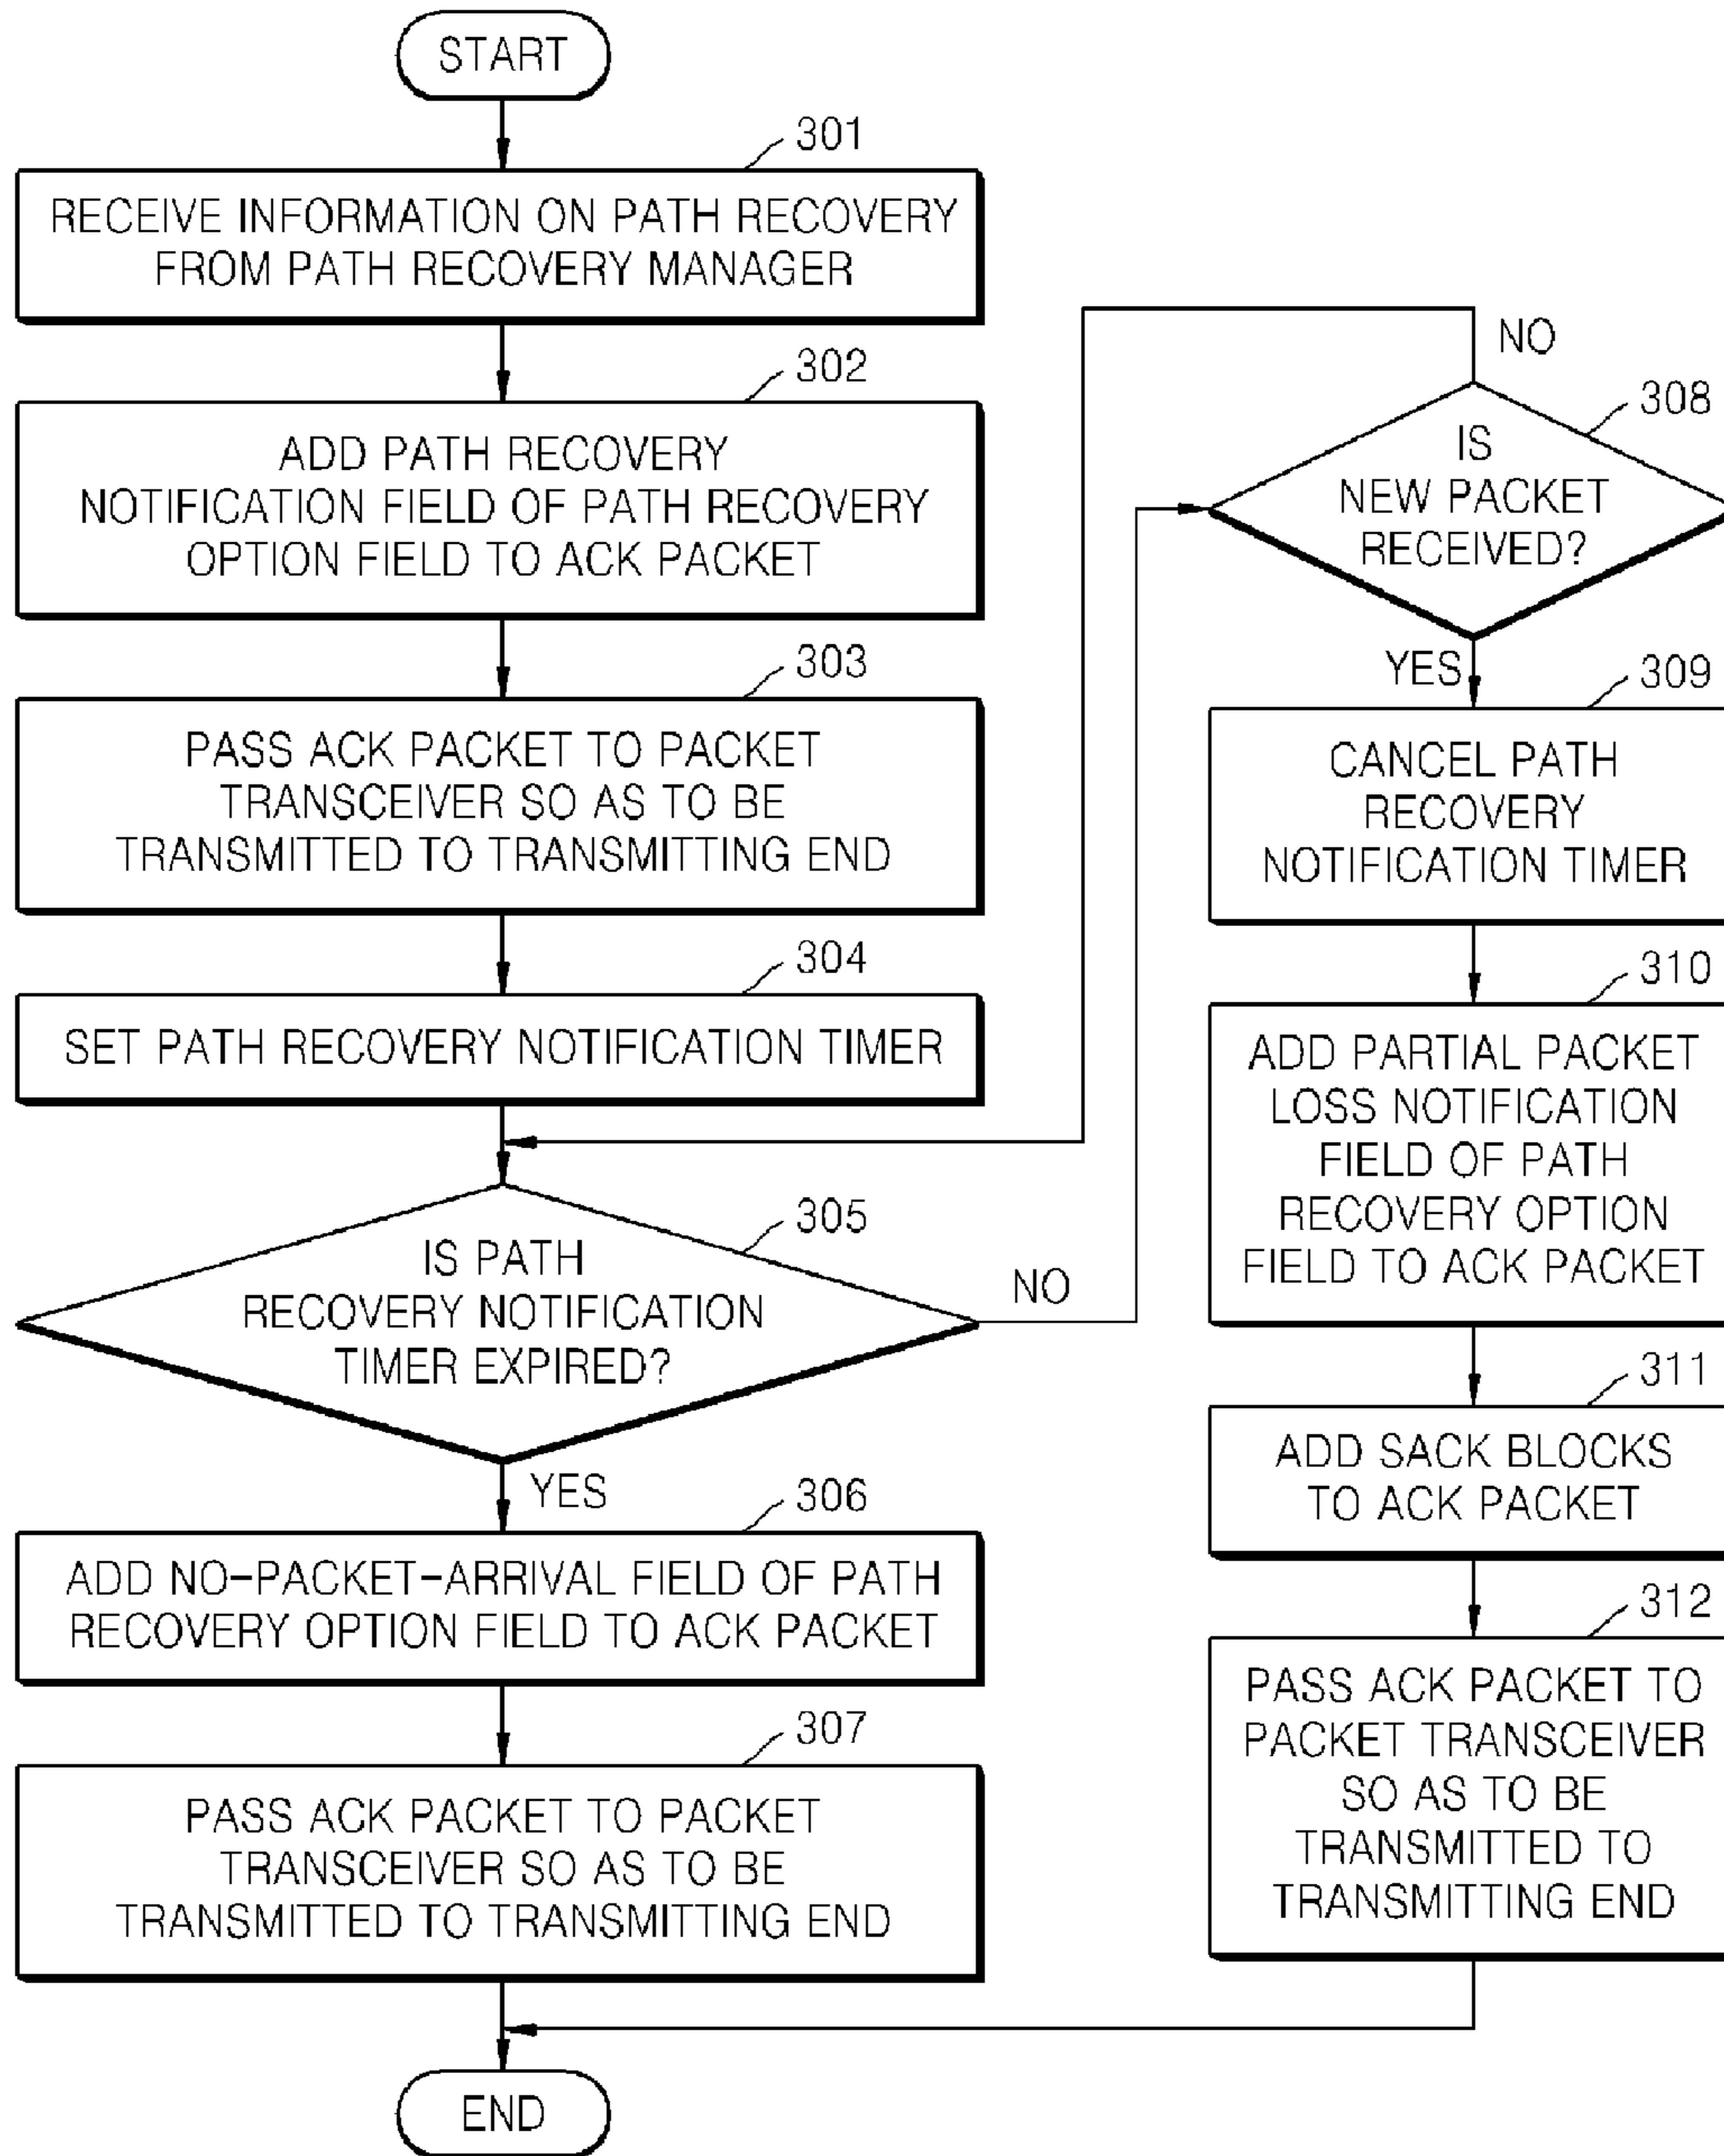 START
301
RECEIVE INFORMATION ON PATH RECOVERY
FROM PATH RECOVERY MANAGER
302
ADD PATH RECOVERY
NOTIFICATION FIELD OF PATH RECOVERY
OPTION FIELD TO ACK PACKET
303
PASS ACK PACKET TO PACKET
TRANSCEIVER SO AS TO BE
TRANSMITTED TO TRANSMITTING END
304
SET PATH RECOVERY NOTIFICATION TIMER
305
IS PATH
RECOVERY NOTIFICATION
TIMER EXPIRED?
NO
YES
306
ADD NO-PACKET-ARRIVAL FIELD OF PATH
RECOVERY OPTION FIELD TO ACK PACKET
307
PASS ACK PACKET TO PACKET
TRANSCEIVER SO AS TO BE
TRANSMITTED TO TRANSMITTING END
END
NO
308
IS
NEW PACKET
RECEIVED?
YES
309
CANCEL PATH
RECOVERY
NOTIFICATION TIMER
310
ADD PARTIAL PACKET
LOSS NOTIFICATION
FIELD OF PATH
RECOVERY OPTION
FIELD TO ACK PACKET
311
ADD SACK BLOCKS
TO ACK PACKET
312
PASS ACK PACKET TO
PACKET TRANSCEIVER
SO AS TO BE
TRANSMITTED TO
TRANSMITTING END